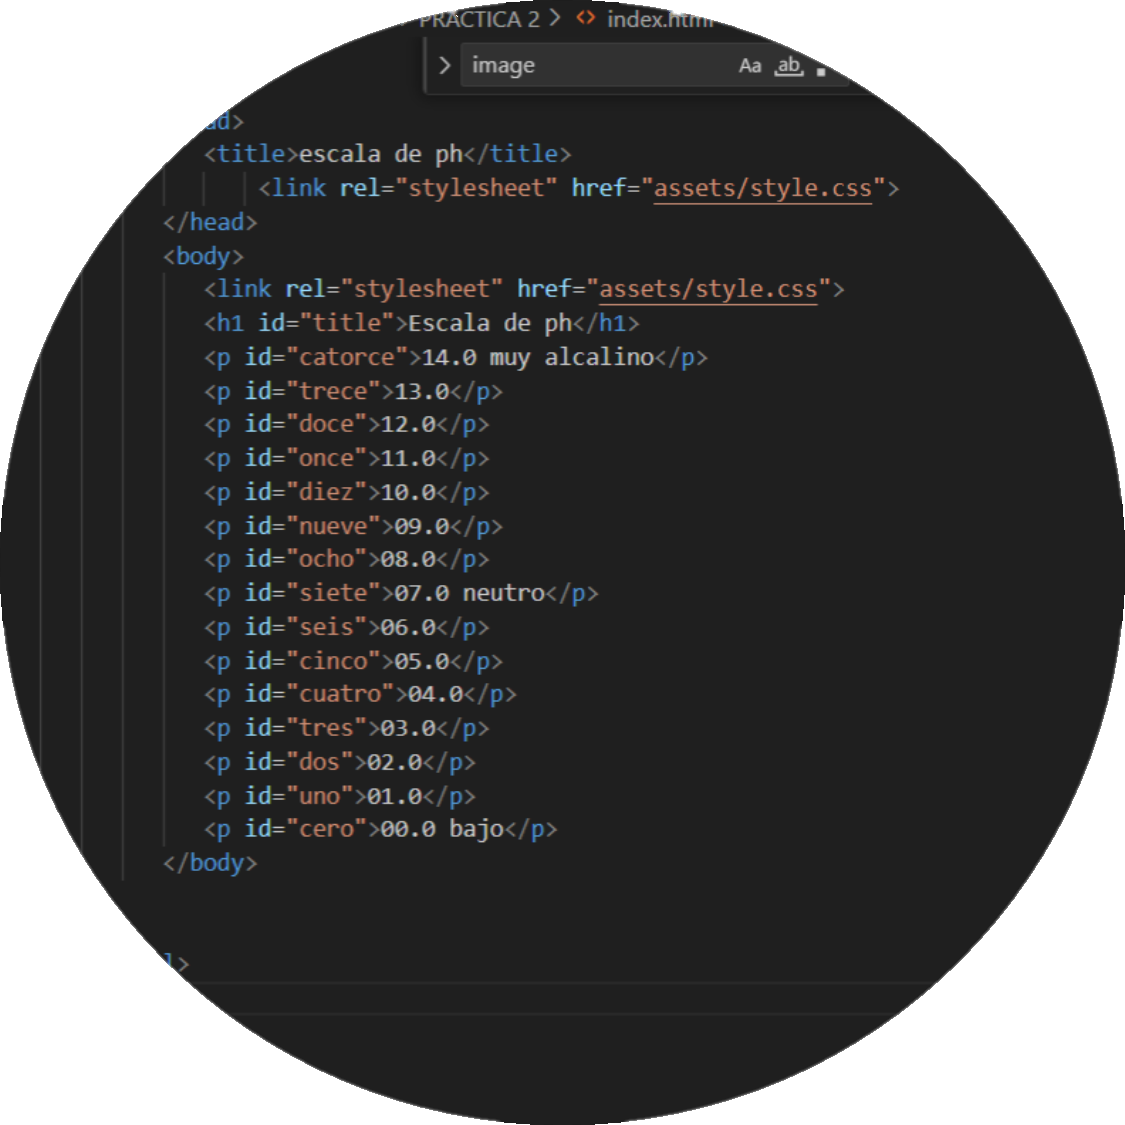 PRACTICA 2 > <> index.html
> image Aa ab
ad>
<title>escala de ph</title>
<link rel="stylesheet" href="assets/style.css">
</head>
<body>
<link rel="stylesheet" href="assets/style.css">
<h1 id="title">Escala de ph</h1>
<p id="catorce">14.0 muy alcalino</p>
<p id="trece">13.0</p>
<p id="doce">12.0</p>
<p id="once">11.0</p>
<p id="diez">10.0</p>
<p id="nueve">09.0</p>
<p id="ocho">08.0</p>
<p id="siete">07.0 neutro</p>
<p id="seis">06.0</p>
<p id="cinco">05.0</p>
<p id="cuatro">04.0</p>
<p id="tres">03.0</p>
<p id="dos">02.0</p>
<p id="uno">01.0</p>
<p id="cero">00.0 bajo</p>
</body>
l>